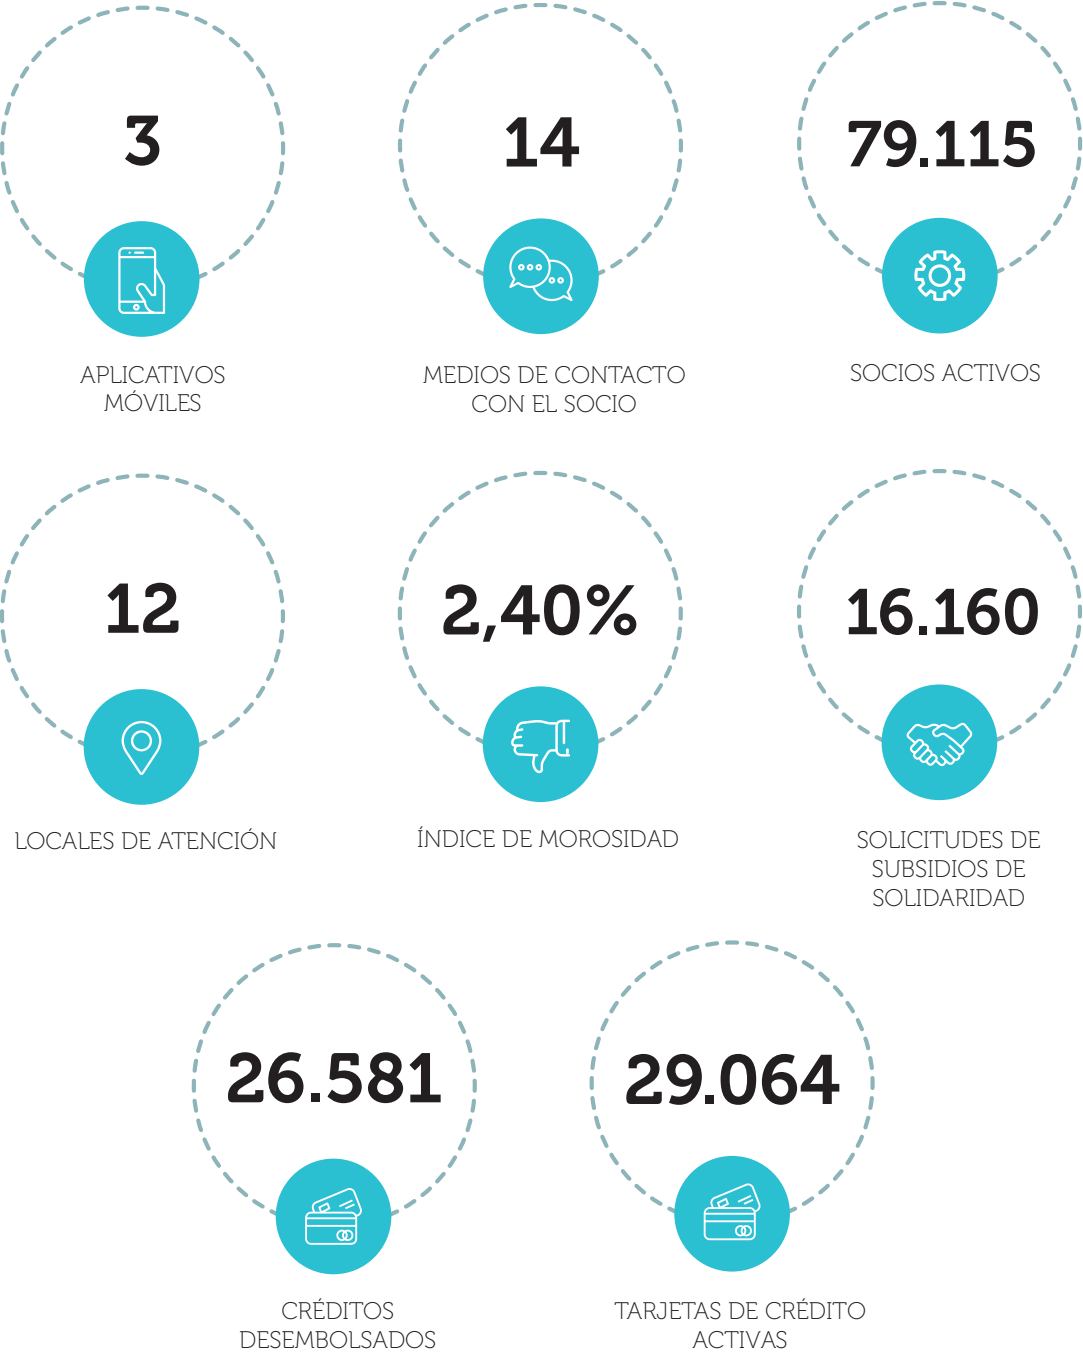 3
APLICATIVOS
MÓVILES
14
MEDIOS DE CONTACTO
CON EL SOCIO
79.115
SOCIOS ACTIVOS
12
LOCALES DE ATENCIÓN
2,40%
ÍNDICE DE MOROSIDAD
16.160
SOLICITUDES DE
SUBSIDIOS DE
SOLIDARIDAD
26.581
CRÉDITOS
DESEMBOLSADOS
29.064
TARJETAS DE CRÉDITO
ACTIVAS